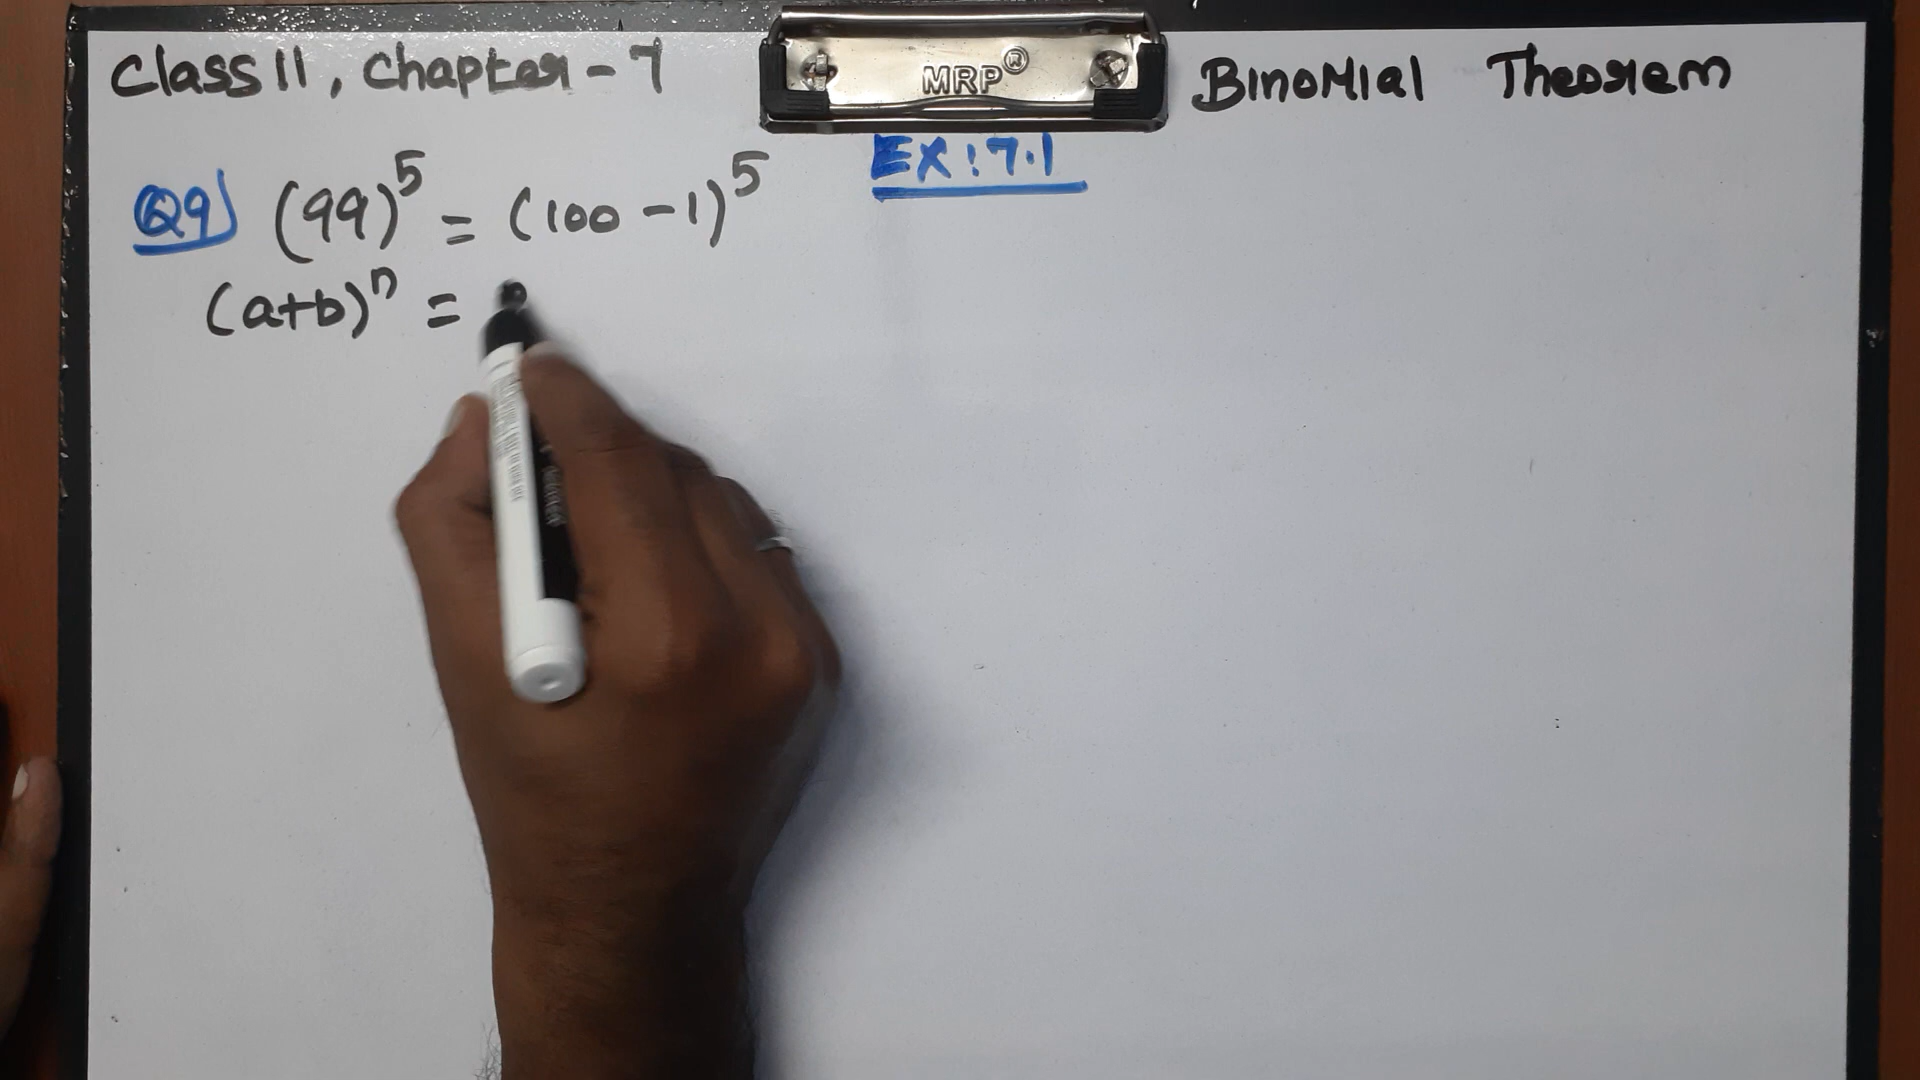 Class 11, Chapter - 7
MRP®
Binomial Theorem
Ex: 7.1
Q9) (99)⁵ = (100 - 1)⁵
(a+b)ⁿ =